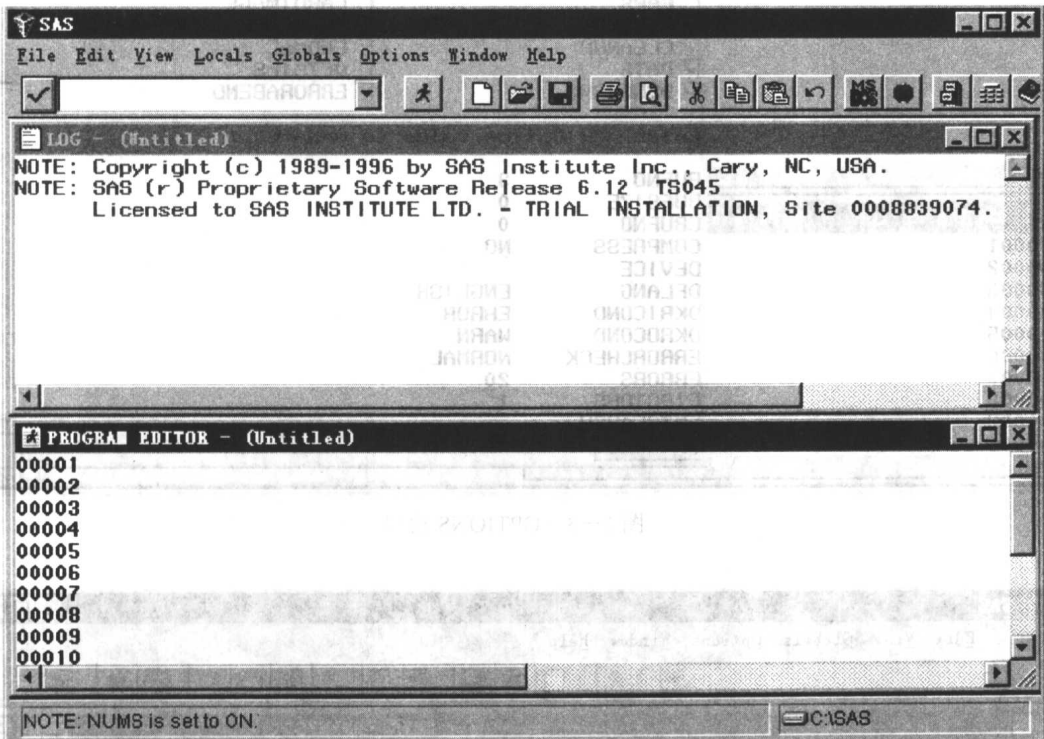 SAS
File Edit View Locals Globals Options Window Help
MS DOS
LOG - (Untitled)
NOTE: Copyright (c) 1989-1996 by SAS Institute Inc., Cary, NC, USA.
NOTE: SAS (r) Proprietary Software Release 6.12 TS045
Licensed to SAS INSTITUTE LTD. - TRIAL INSTALLATION, Site 0008839074.
PROGRAM EDITOR - (Untitled)
00001
00002
00003
00004
00005
00006
00007
00008
00009
00010
NOTE: NUMS is set to ON.
C:\SAS